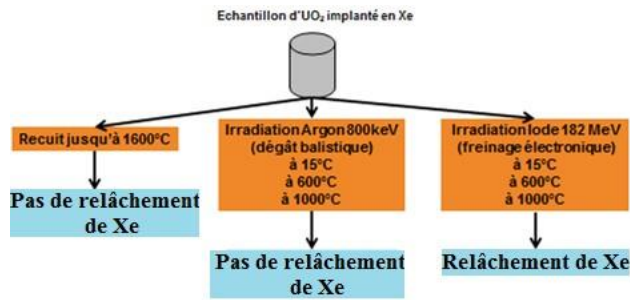 Echantillon d'UO₂ implanté en Xe
Recuit jusqu'à 1600°C
Pas de relâchement
de Xe
Irradiation Argon 800keV
(dégât balistique)
à 15°C
à 600°C
à 1000°C
Pas de relâchement
de Xe
Irradiation Iode 182 MeV
(freinage électronique)
à 15°C
à 600°C
à 1000°C
Relâchement de Xe